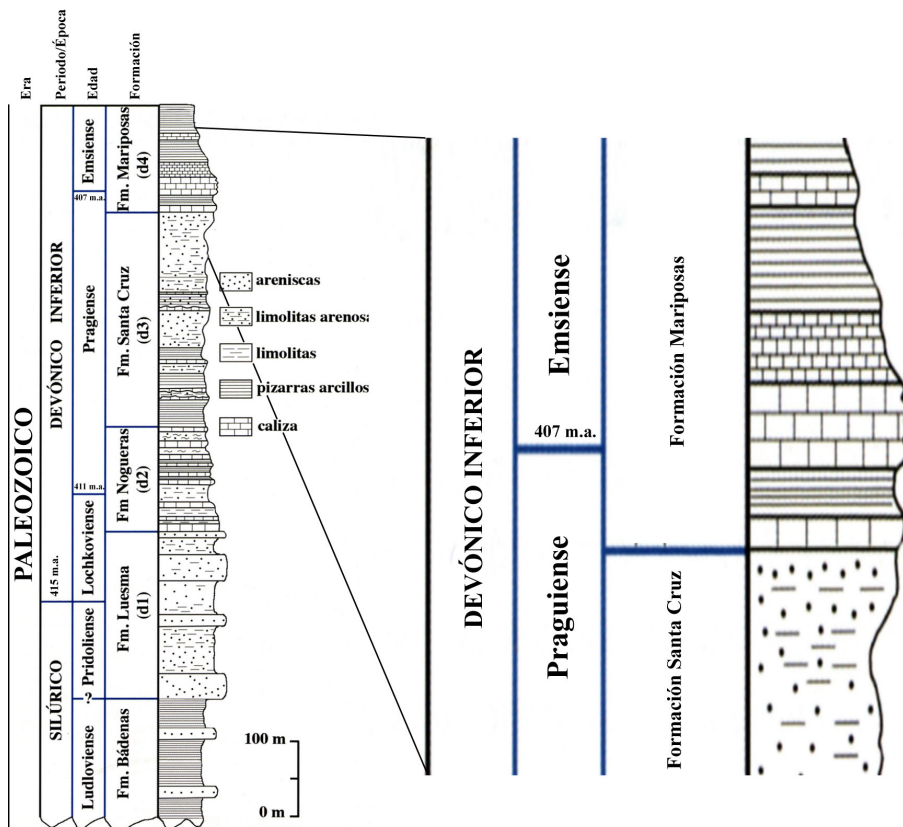 Era
Periodo/Época
Edad
Formación
PALEOZOICO
DEVÓNICO INFERIOR
415 m.a.
SILÚRICO
Emsiense
407 m.a.
Pragiense
411 m.a.
Lochkoviense
Pridoliense
?
Ludloviense
Fm. Mariposas
(d4)
Fm. Santa Cruz
(d3)
Fm Nogueras
(d2)
Fm. Luesma
(d1)
Fm. Bádenas
areniscas
limolitas arenosa
limolitas
pizarras arcillos
caliza
100 m
0 m
DEVÓNICO INFERIOR
Emsiense
407 m.a.
Praguiense
Formación Mariposas
Formación Santa Cruz